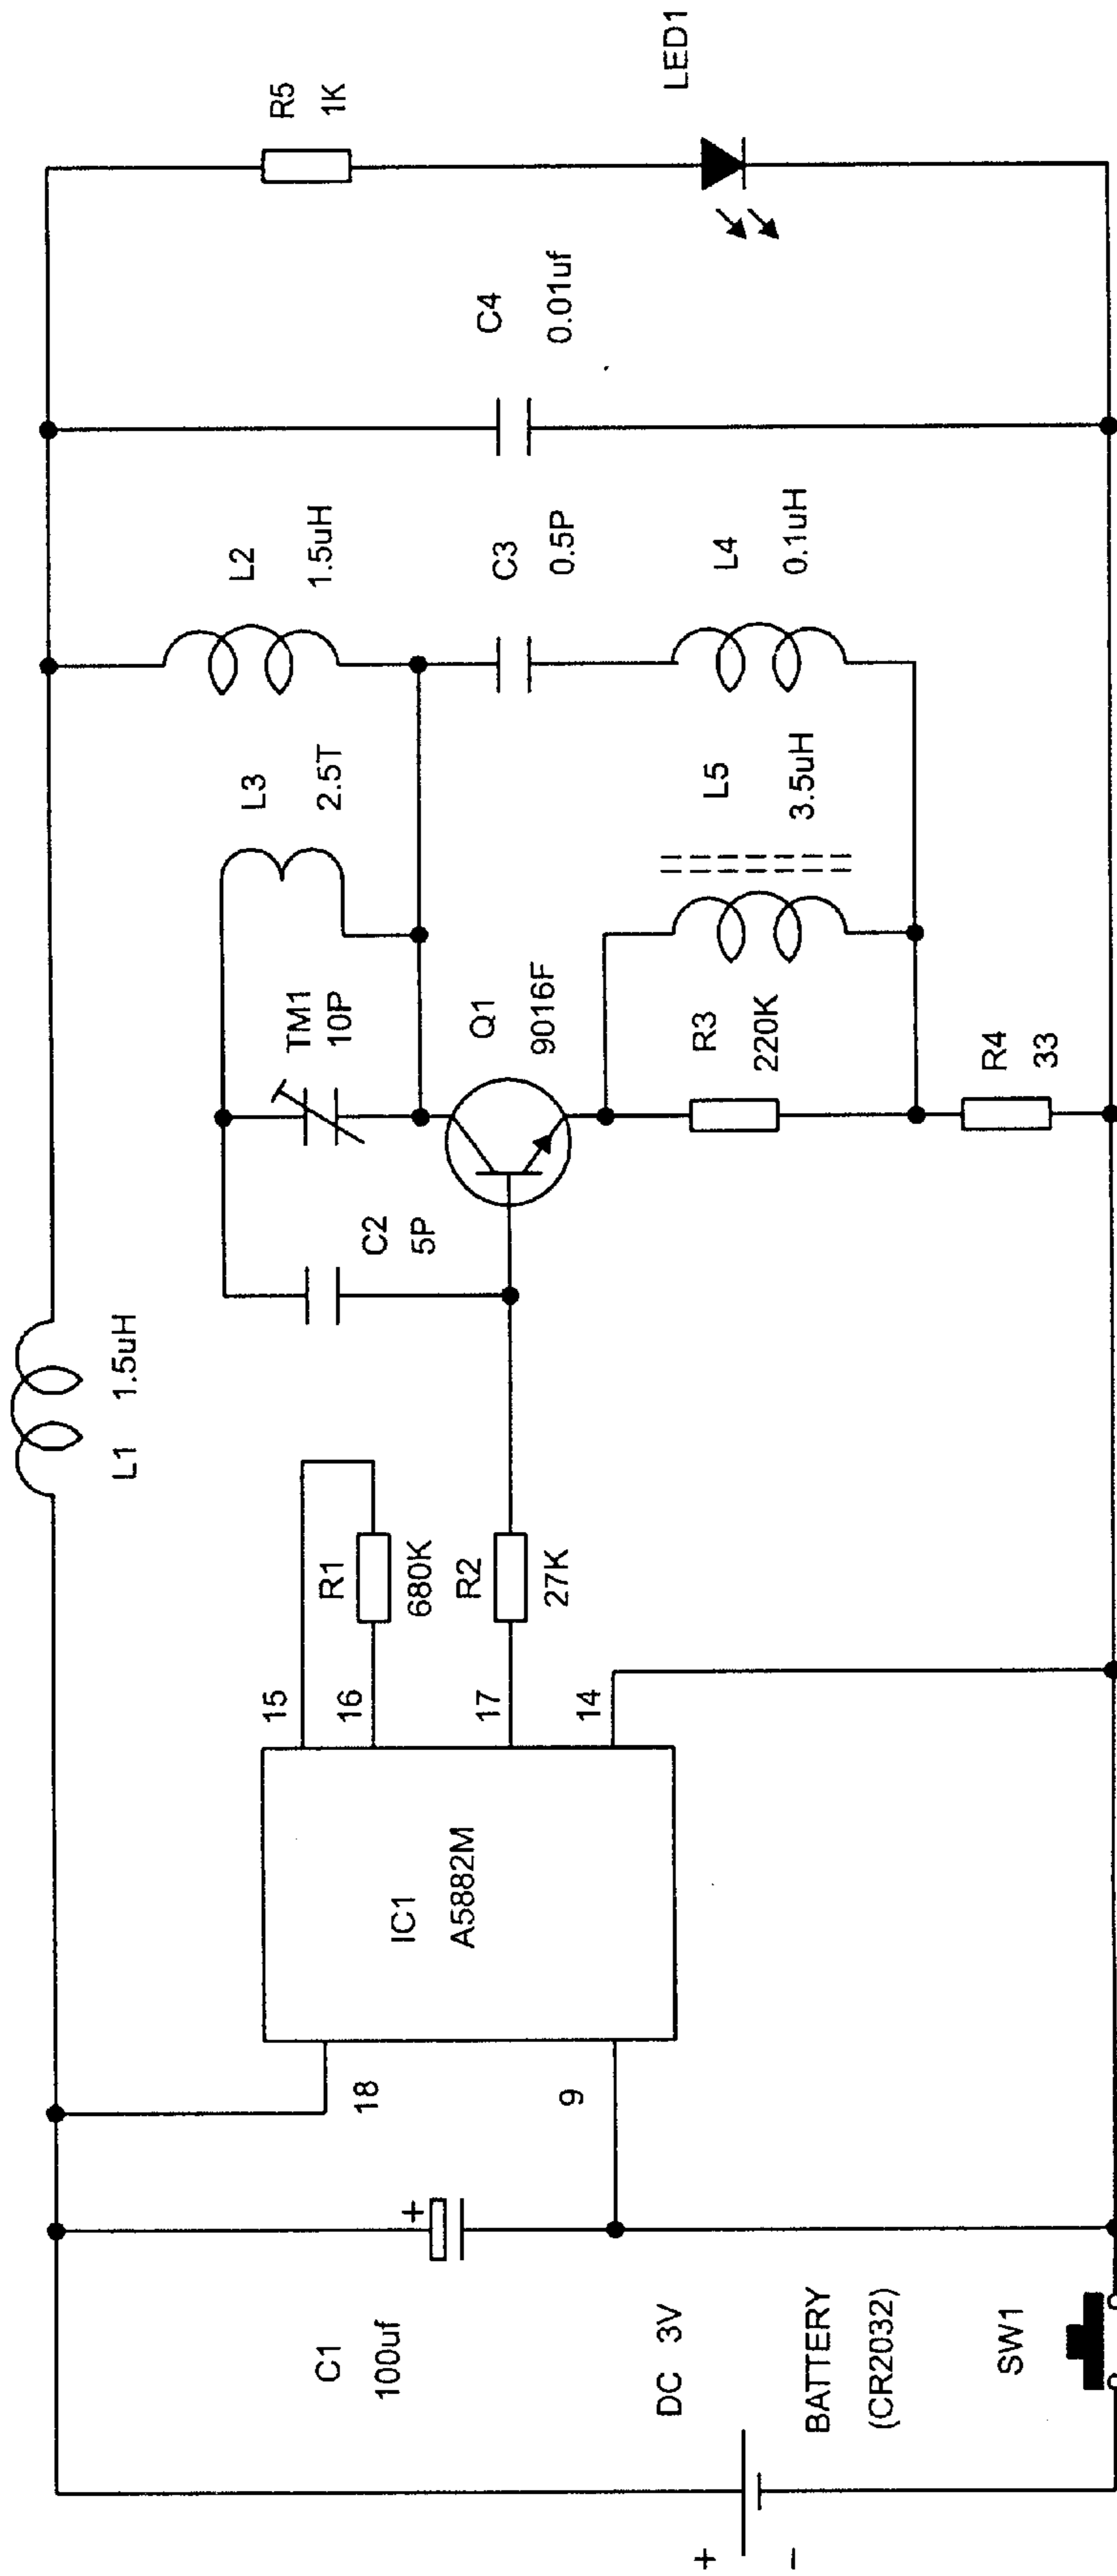 L1 1.5uH
C1
100uf
DC 3V
BATTERY
(CR2032)
+
−
SW1
+
18
9
IC1
A5882M
15
16
17
14
R1
680K
R2
27K
C2
5P
TM1
10P
L3
2.5T
L2
1.5uH
Q1
9016F
C3
0.5P
R3
220K
L5
3.5uH
L4
0.1uH
R4
33
C4
0.01uf
R5
1K
LED1